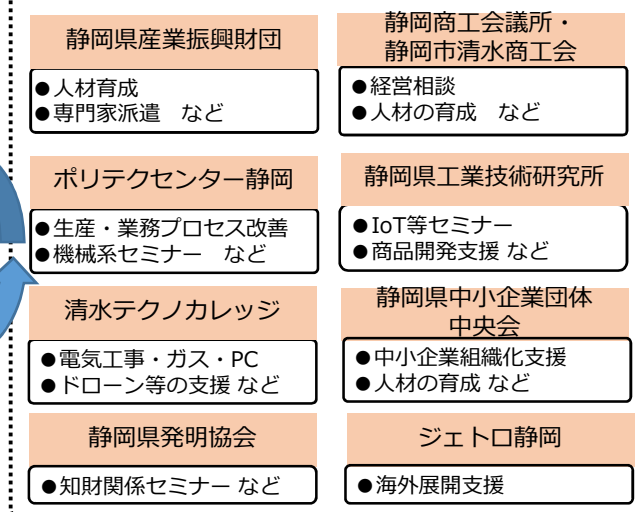 静岡県産業振興財団
●人材育成
●専門家派遣　など
静岡商工会議所・
静岡市清水商工会
●経営相談
●人材の育成　など
ポリテクセンター静岡
●生産・業務プロセス改善
●機械系セミナー　など
静岡県工業技術研究所
●IoT等セミナー
●商品開発支援 など
清水テクノカレッジ
●電気工事・ガス・PC
●ドローン等の支援 など
静岡県中小企業団体
中央会
●中小企業組織化支援
●人材の育成 など
静岡県発明協会
●知財関係セミナー など
ジェトロ静岡
●海外展開支援